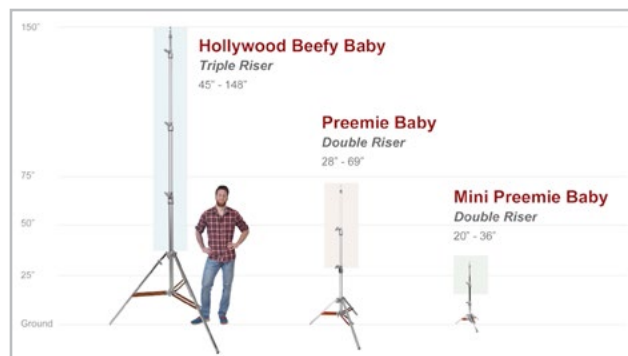 150"
Hollywood Beefy Baby
Triple Riser
45" - 148"
Preemie Baby
Double Riser
28" - 69"
75"
Mini Preemie Baby
Double Riser
20" - 36"
50"
25"
Ground